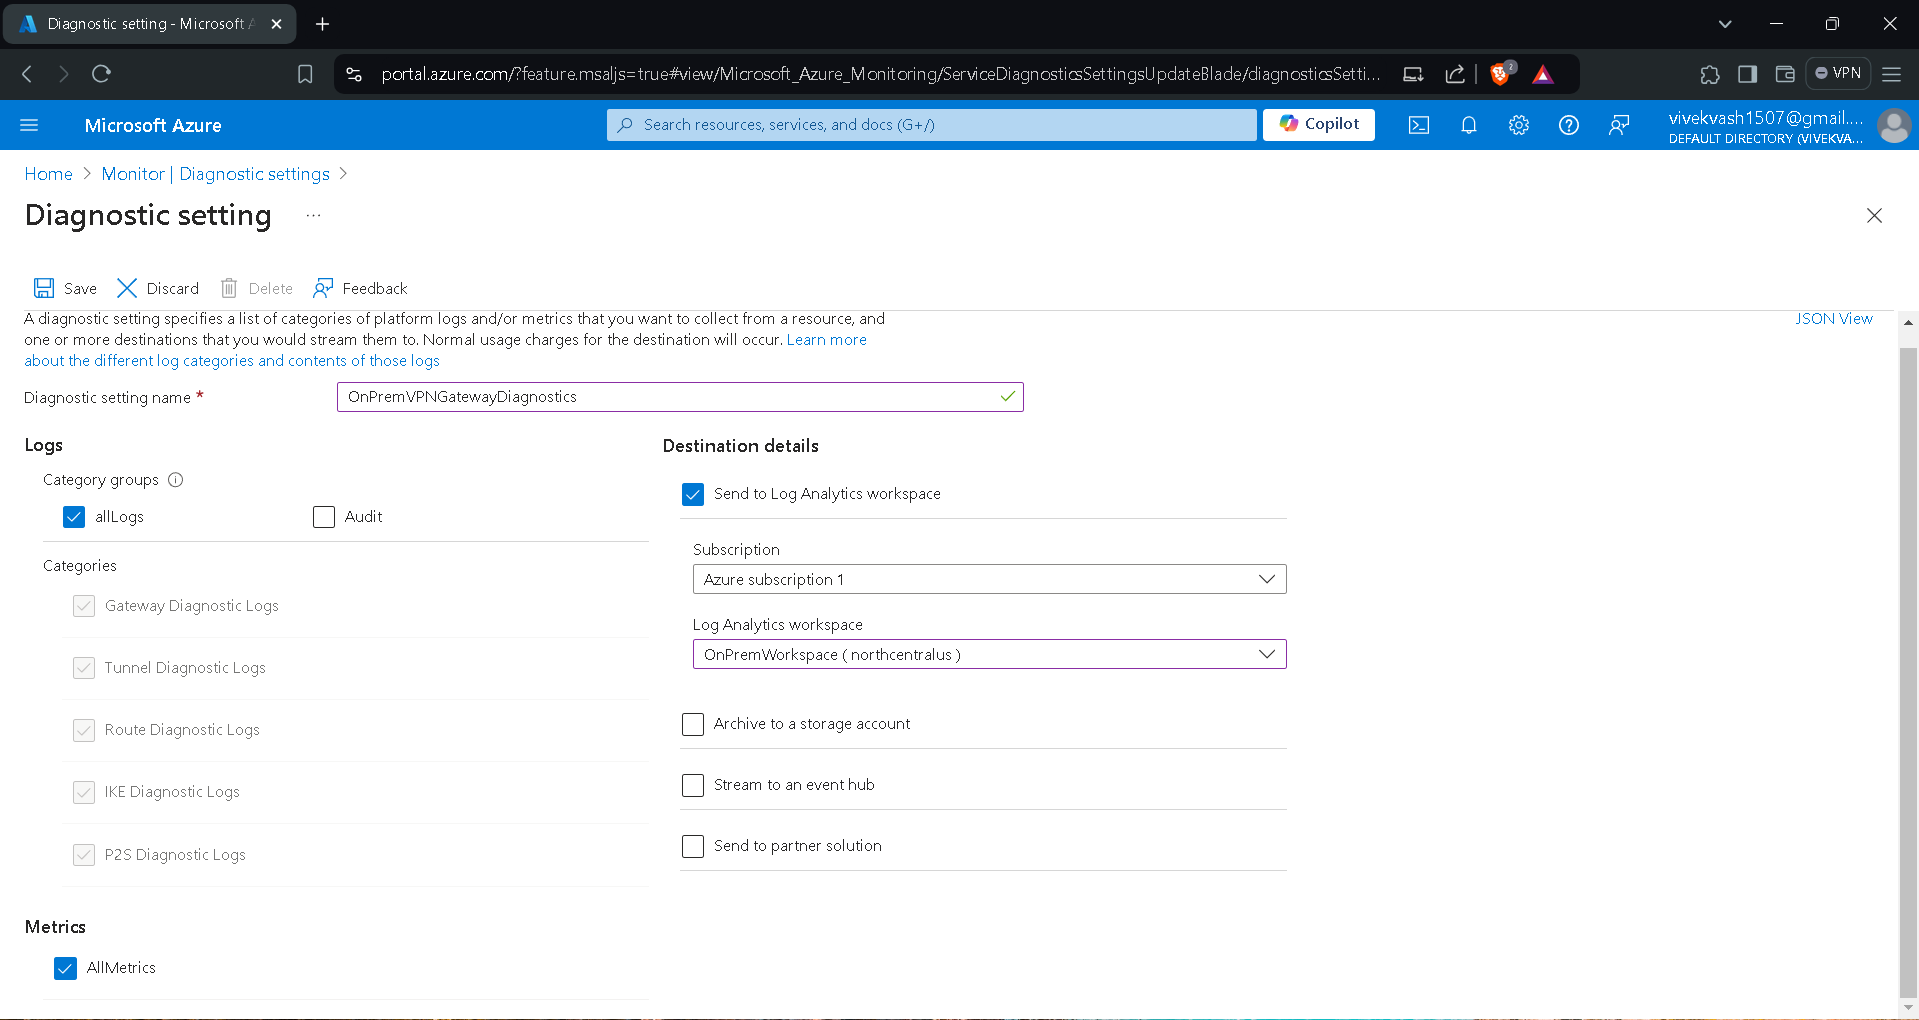 Diagnostic setting - Microsoft A
portal.azure.com/?feature.msaljs=true#view/Microsoft_Azure_Monitoring/ServiceDiagnosticsSettingsUpdateBlade/diagnosticsSetti...
2
VPN
Microsoft Azure
Search resources, services, and docs (G+/)
Copilot
vivekvash1507@gmail....
DEFAULT DIRECTORY (VIVEKVA...
Home > Monitor | Diagnostic settings >
Diagnostic setting ...
Save
Discard
Delete
Feedback
A diagnostic setting specifies a list of categories of platform logs and/or metrics that you want to collect from a resource, and
one or more destinations that you would stream them to. Normal usage charges for the destination will occur. Learn more
about the different log categories and contents of those logs
JSON View
Diagnostic setting name *
OnPremVPNGatewayDiagnostics
Logs
Category groups
allLogs
Audit
Categories
Gateway Diagnostic Logs
Tunnel Diagnostic Logs
Route Diagnostic Logs
IKE Diagnostic Logs
P2S Diagnostic Logs
Metrics
AllMetrics
Destination details
Send to Log Analytics workspace
Subscription
Azure subscription 1
Log Analytics workspace
OnPremWorkspace ( northcentralus )
Archive to a storage account
Stream to an event hub
Send to partner solution